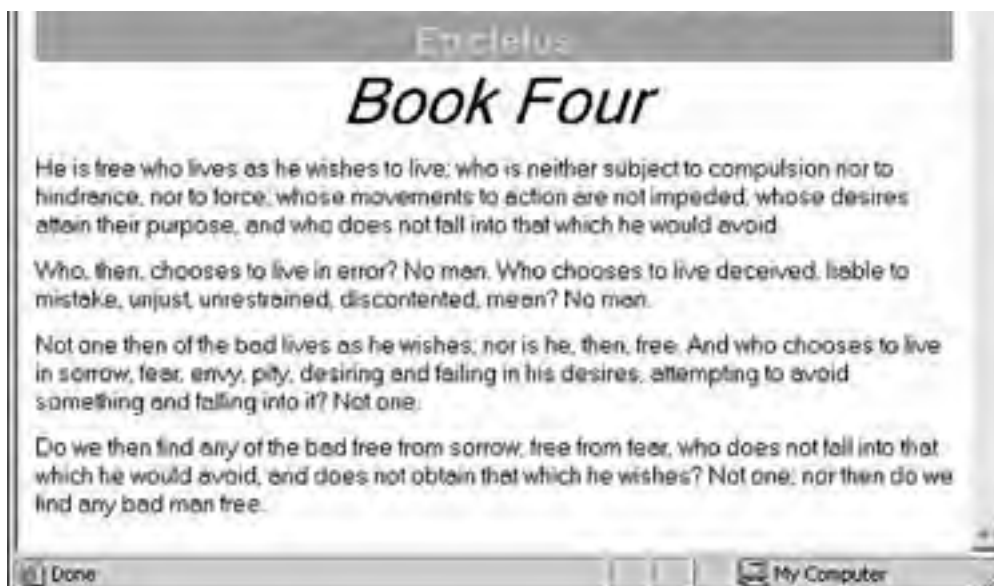 Epictetus
Book Four
He is free who lives as he wishes to live; who is neither subject to compulsion nor to
hindrance, nor to force; whose movements to action are not impeded, whose desires
attain their purpose, and who does not fall into that which he would avoid.
Who, then, chooses to live in error? No man. Who chooses to live deceived, liable to
mistake, unjust, unrestrained, discontented, mean? No man.
Not one then of the bad lives as he wishes; nor is he, then, free. And who chooses to live
in sorrow, fear, envy, pity, desiring and failing in his desires, attempting to avoid
something and falling into it? Not one.
Do we then find any of the bad free from sorrow, free from fear, who does not fall into that
which he would avoid, and does not obtain that which he wishes? Not one; nor then do we
find any bad man free.
Done
My Computer